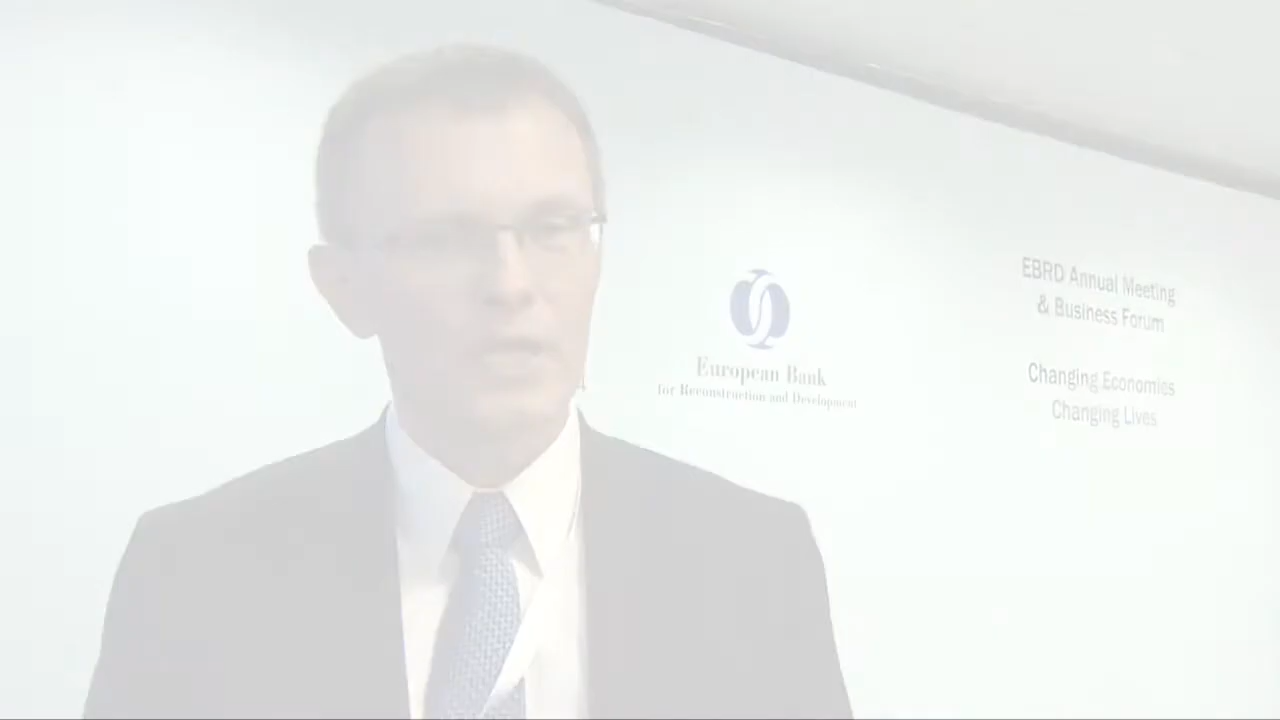 European Bank
for Reconstruction and Development
EBRD Annual Meeting
& Business Forum
Changing Economies
Changing Lives